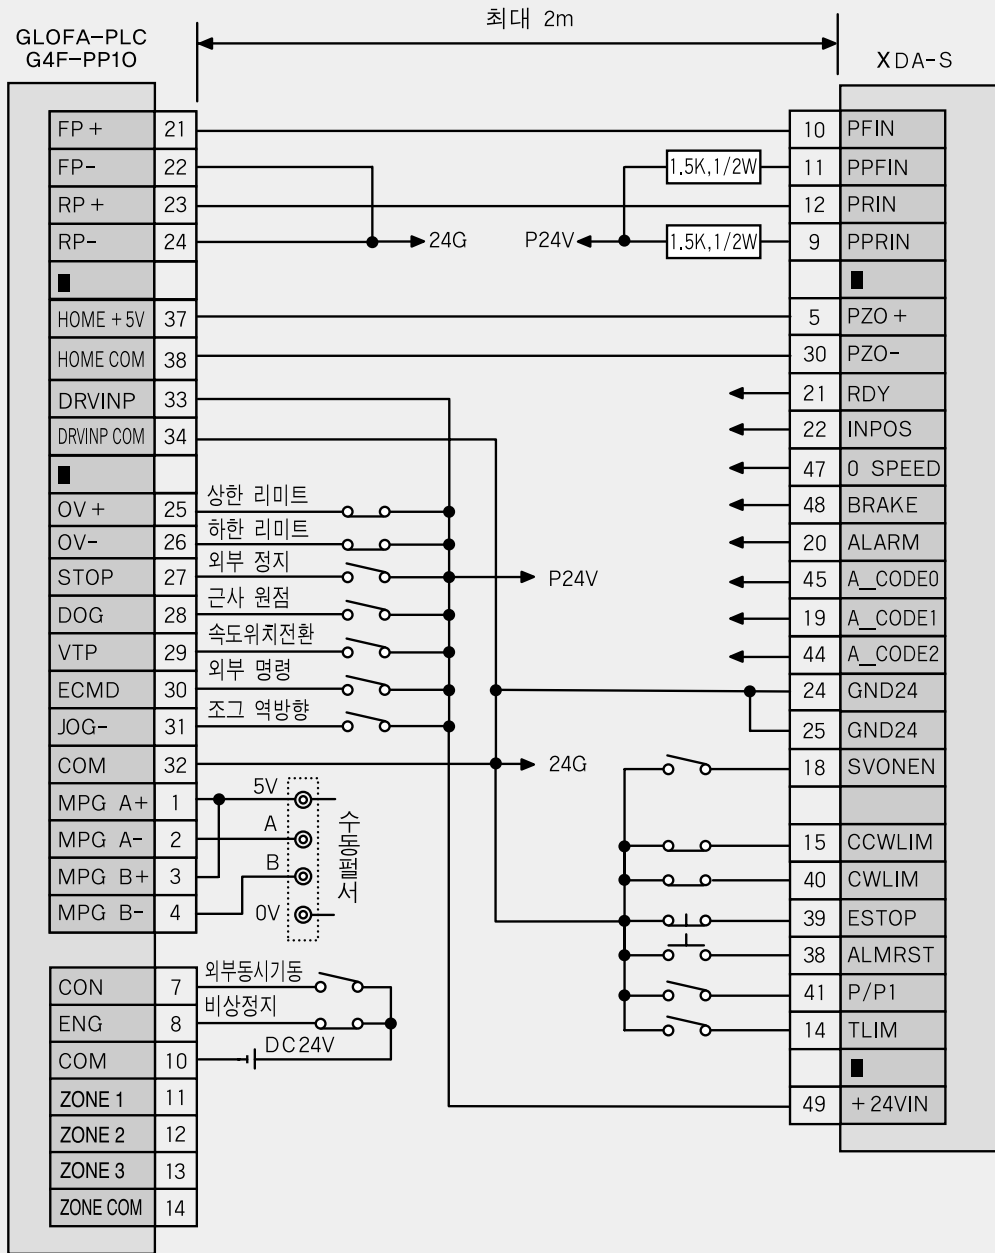 최대 2m
GLOFA-PLC
G4F-PP10
XDA-S
FP+ 21
FP- 22
RP+ 23
RP- 24
24G
P24V
1.5K,1/2W
1.5K,1/2W
10 PFIN
11 PPFIN
12 PRIN
9 PPRIN
HOME +5V 37
HOME COM 38
DRVINP 33
DRVINP COM 34
5 PZO+
30 PZO-
21 RDY
22 INPOS
47 0 SPEED
48 BRAKE
20 ALARM
45 A_CODE0
19 A_CODE1
44 A_CODE2
24 GND24
25 GND24
18 SVONEN
15 CCWLIM
40 CWLIM
39 ESTOP
38 ALMRST
41 P/P1
14 TLIM
49 +24VIN
OV+ 25 상한 리미트
OV- 26 하한 리미트
STOP 27 외부 정지
P24V
DOG 28 근사 원점
VTP 29 속도위치전환
ECMD 30 외부 명령
JOG- 31 조그 역방향
COM 32
24G
MPG A+ 1 5V
MPG A- 2 A
MPG B+ 3 B
MPG B- 4 0V
수동펄서
CON 7 외부동시기동
ENG 8 비상정지
COM 10 DC24V
ZONE 1 11
ZONE 2 12
ZONE 3 13
ZONE COM 14